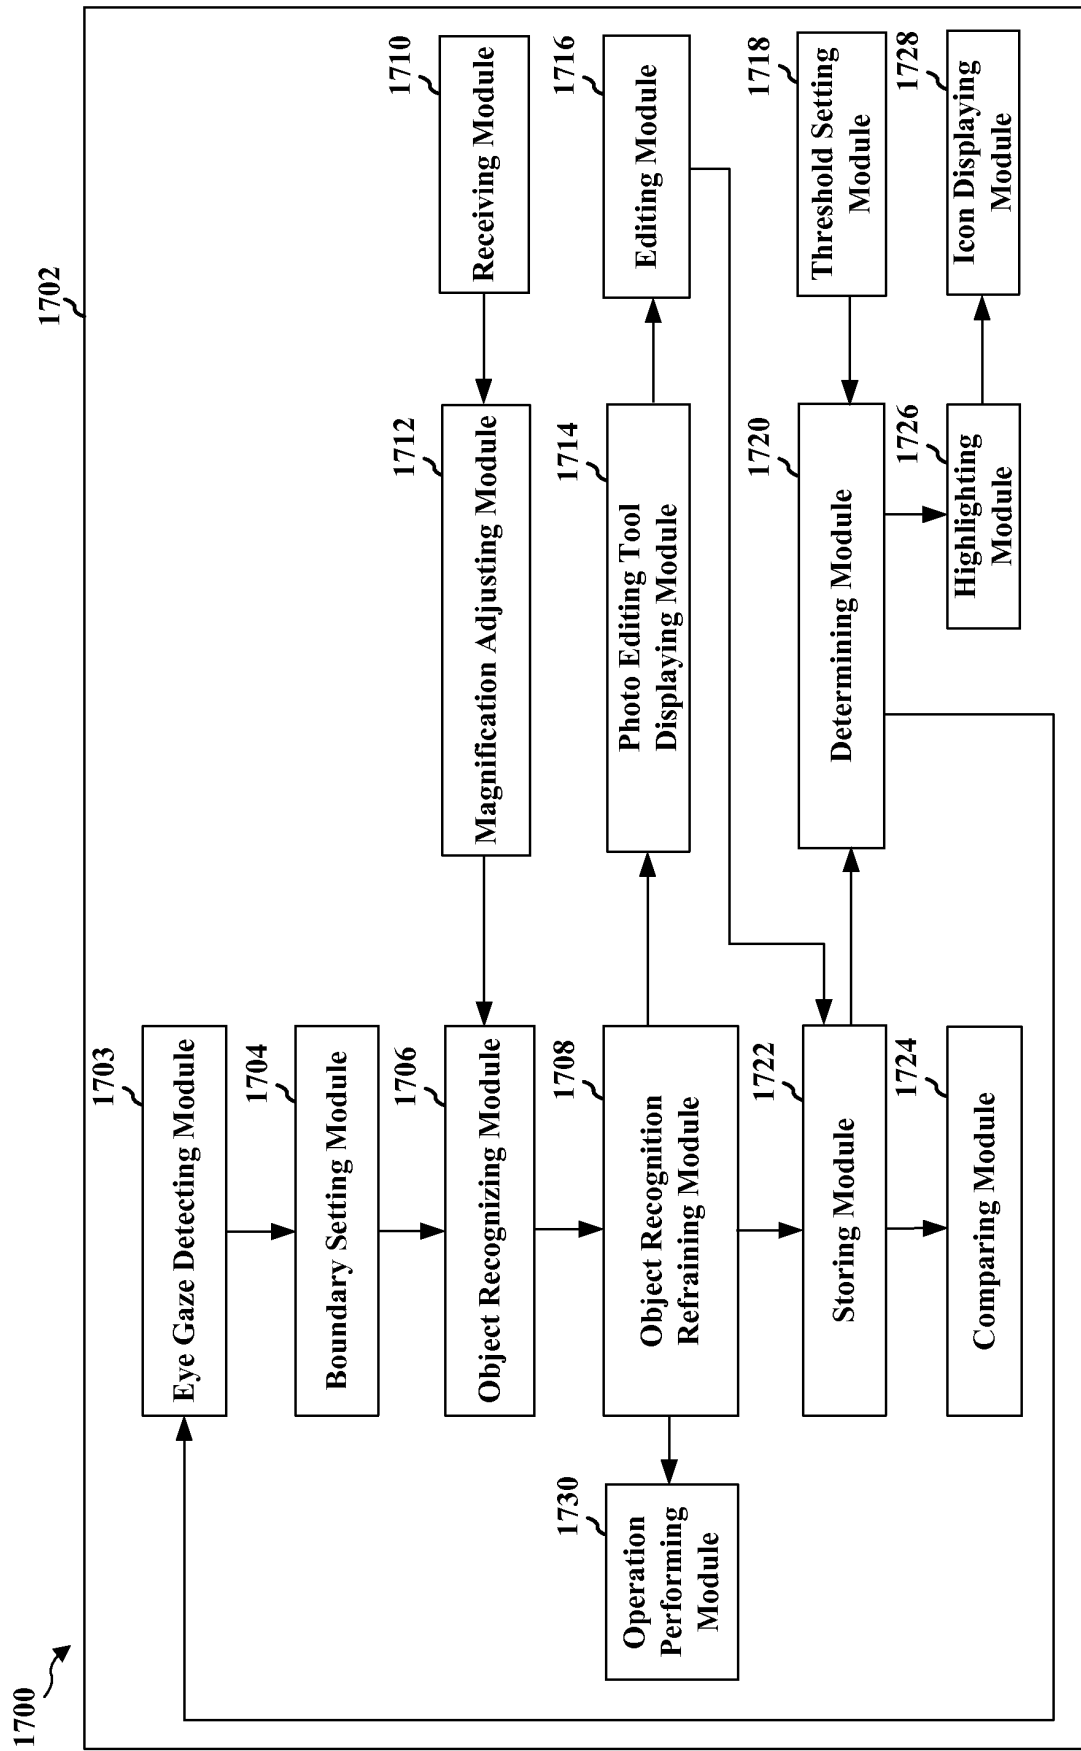 1700
1702
1703
Eye Gaze Detecting Module
1704
Boundary Setting Module
1712
Magnification Adjusting Module
1710
Receiving Module
1706
Object Recognizing Module
1730
Operation
Performing
Module
1708
Object Recognition
Refraining Module
1714
Photo Editing Tool
Displaying Module
1716
Editing Module
1722
Storing Module
1720
Determining Module
1718
Threshold Setting
Module
1724
Comparing Module
1726
Highlighting
Module
1728
Icon Displaying
Module